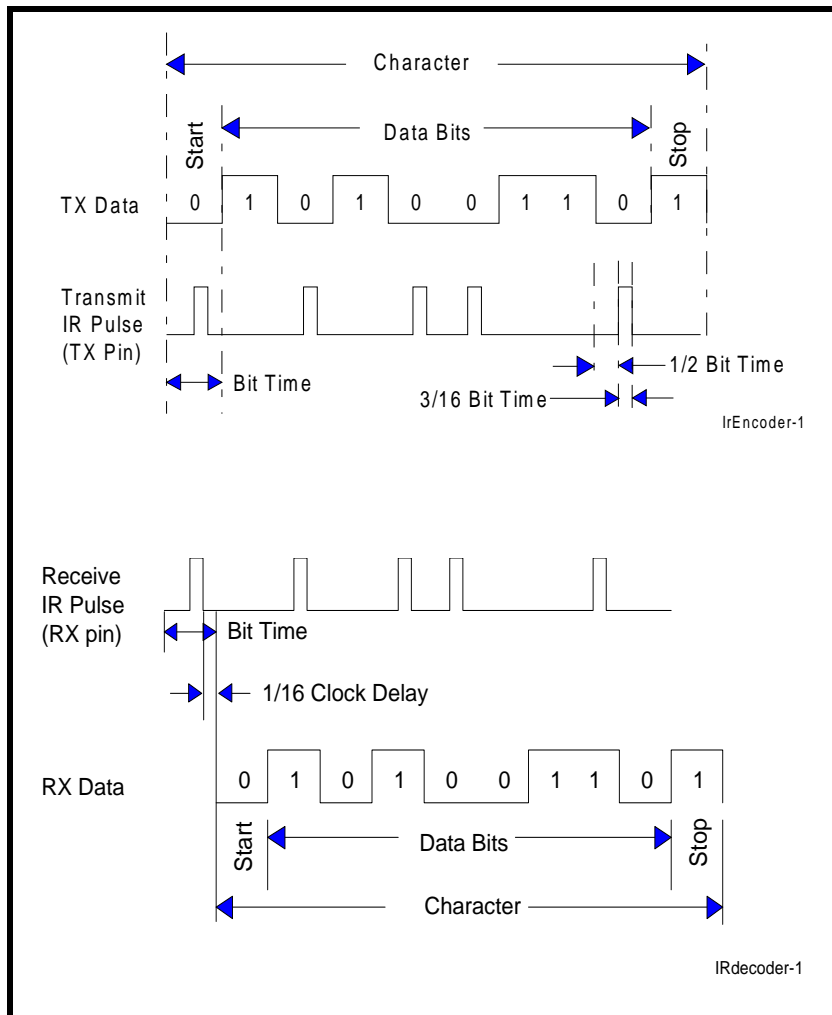 Character
Start
Data Bits
Stop
TX Data
0 1 0 1 0 0 1 1 0 1
Transmit
IR Pulse
(TX Pin)
Bit Time
1/2 Bit Time
3/16 Bit Time
IrEncoder-1
Receive
IR Pulse
(RX pin)
Bit Time
1/16 Clock Delay
RX Data
0 1 0 1 0 0 1 1 0 1
Start
Data Bits
Stop
Character
IRdecoder-1